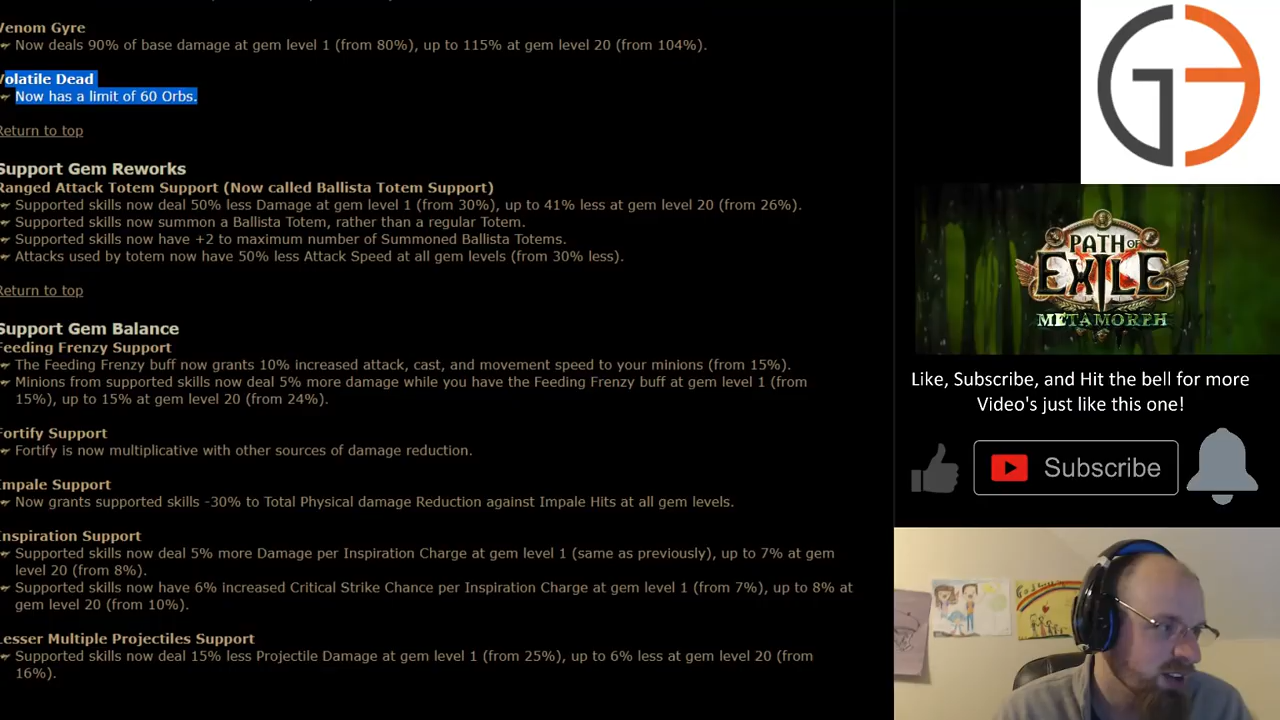 Venom Gyre
Now deals 90% of base damage at gem level 1 (from 80%), up to 115% at gem level 20 (from 104%).
Volatile Dead
Now has a limit of 60 Orbs.
Return to top
Support Gem Reworks
Ranged Attack Totem Support (Now called Ballista Totem Support)
Supported skills now deal 50% less Damage at gem level 1 (from 30%), up to 41% less at gem level 20 (from 26%).
Supported skills now summon a Ballista Totem, rather than a regular Totem.
Supported skills now have +2 to maximum number of Summoned Ballista Totems.
Attacks used by totem now have 50% less Attack Speed at all gem levels (from 30% less).
Return to top
Support Gem Balance
Feeding Frenzy Support
The Feeding Frenzy buff now grants 10% increased attack, cast, and movement speed to your minions (from 15%).
Minions from supported skills now deal 5% more damage while you have the Feeding Frenzy buff at gem level 1 (from
15%), up to 15% at gem level 20 (from 24%).
Fortify Support
Fortify is now multiplicative with other sources of damage reduction.
Impale Support
Now grants supported skills -30% to Total Physical damage Reduction against Impale Hits at all gem levels.
Inspiration Support
Supported skills now deal 5% more Damage per Inspiration Charge at gem level 1 (same as previously), up to 7% at gem
level 20 (from 8%).
Supported skills now have 6% increased Critical Strike Chance per Inspiration Charge at gem level 1 (from 7%), up to 8% at
gem level 20 (from 10%).
Lesser Multiple Projectiles Support
Supported skills now deal 15% less Projectile Damage at gem level 1 (from 25%), up to 6% less at gem level 20 (from
16%).
PATH OF
EXILE
METAMORPH
Like, Subscribe, and Hit the bell for more
Video's just like this one!
Subscribe